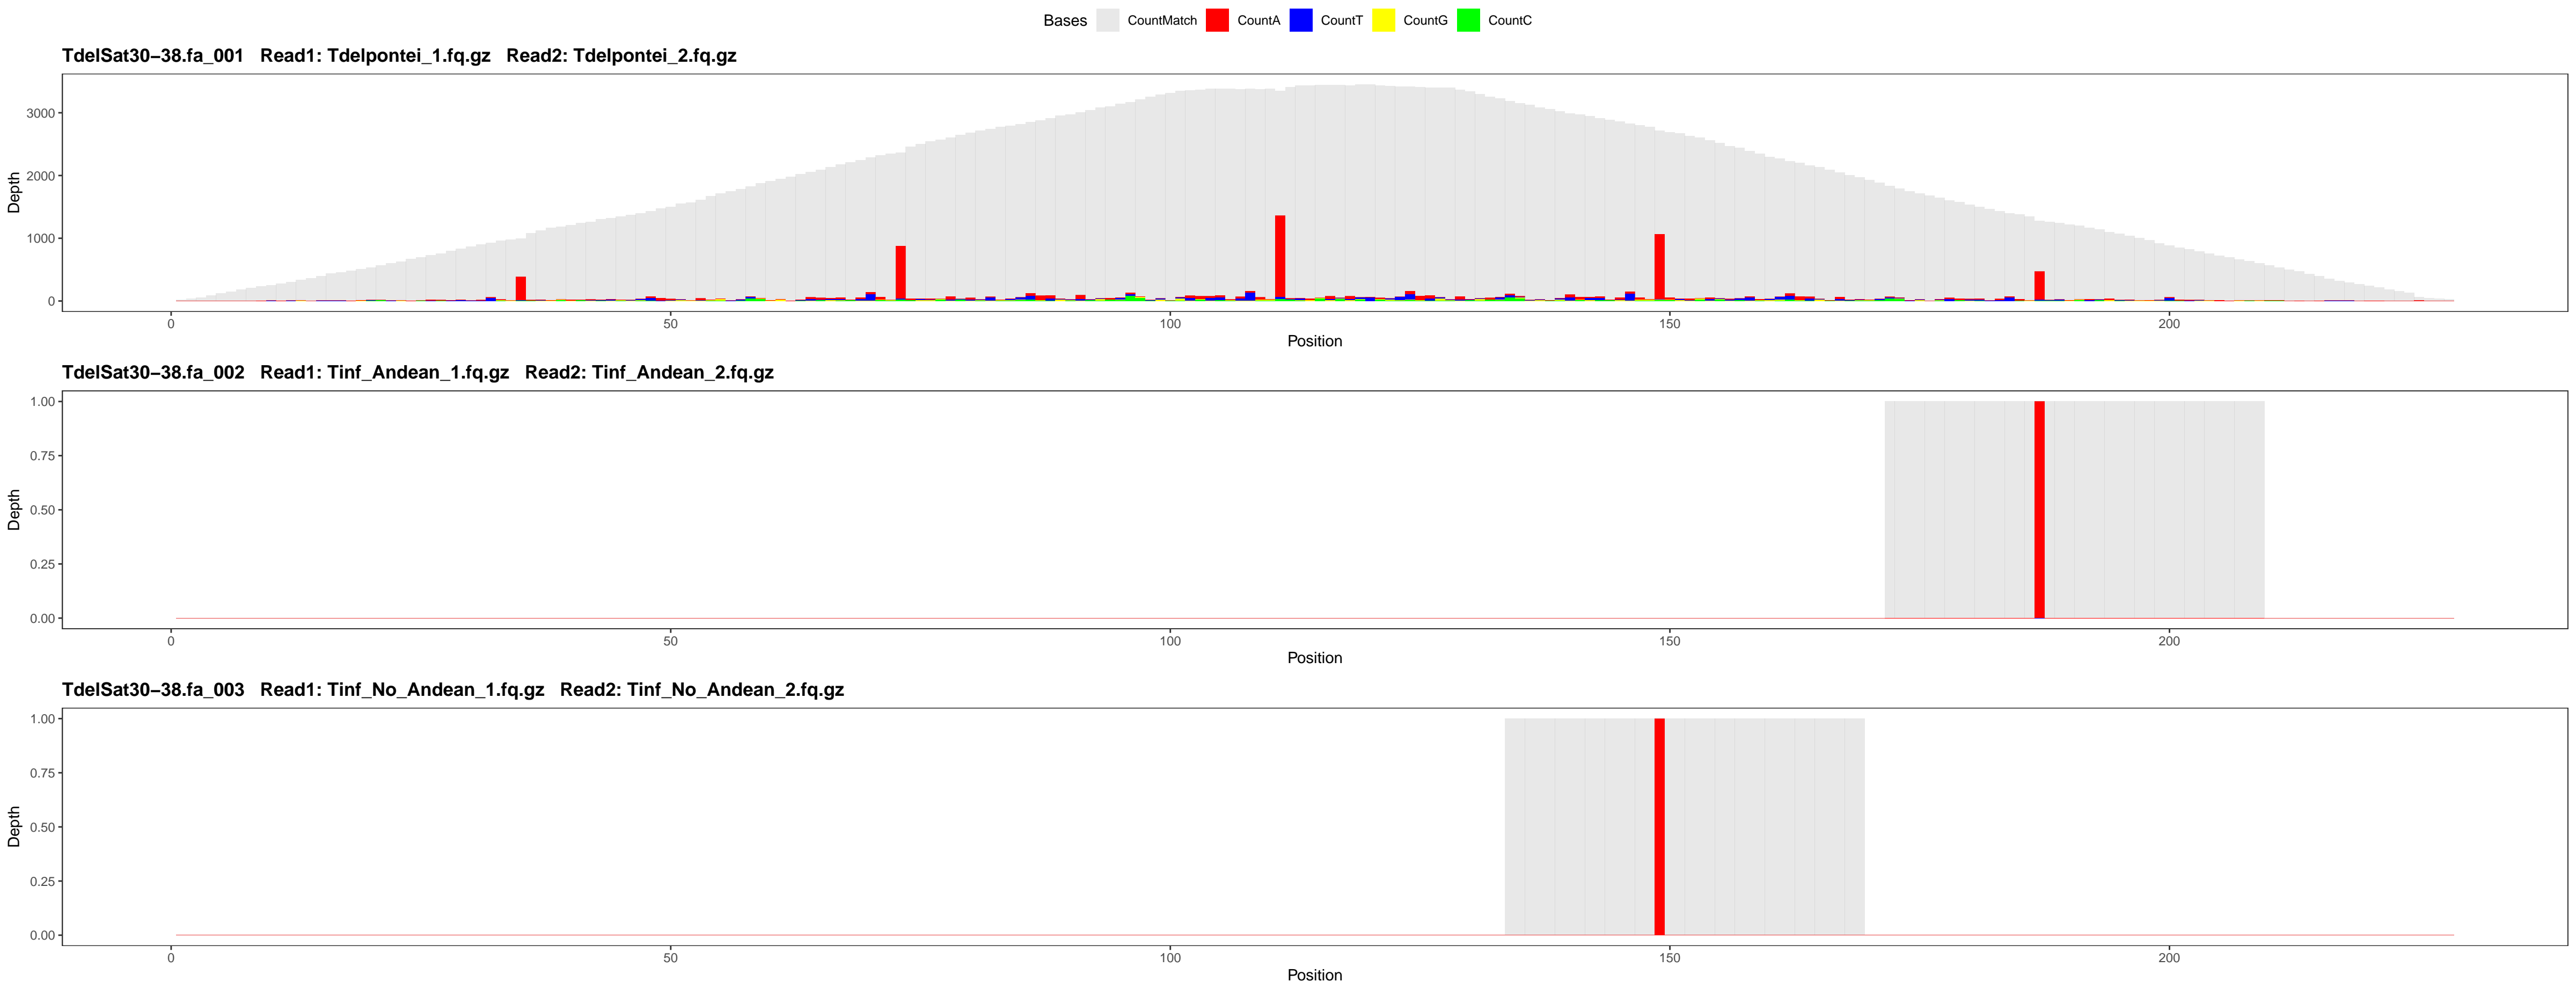 Bases CountMatch CountA CountT CountG CountC
TdelSat30−38.fa_001 Read1: Tdelpontei_1.fq.gz Read2: Tdelpontei_2.fq.gz
3000
2000
1000
0
Depth
0 50 100 150 200
Position
TdelSat30−38.fa_002 Read1: Tinf_Andean_1.fq.gz Read2: Tinf_Andean_2.fq.gz
1.00
0.75
0.50
0.25
0.00
Depth
0 50 100 150 200
Position
TdelSat30−38.fa_003 Read1: Tinf_No_Andean_1.fq.gz Read2: Tinf_No_Andean_2.fq.gz
1.00
0.75
0.50
0.25
0.00
Depth
0 50 100 150 200
Position